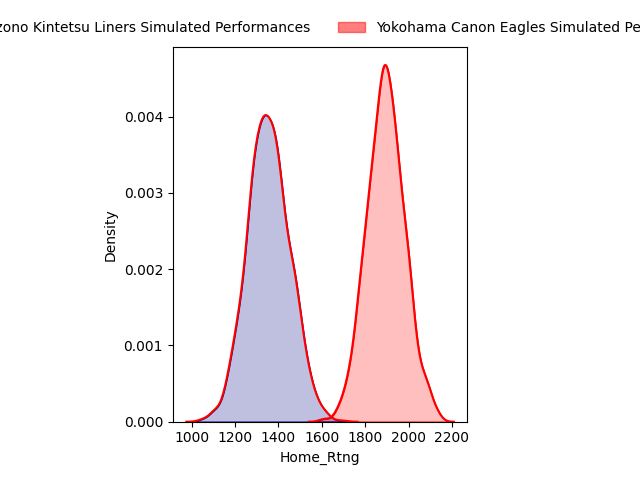 zono Kintetsu Liners Simulated Performances
Yokohama Canon Eagles Simulated Pe
0.004
0.003
0.002
0.001
0.000
Density
1000 1200 1400 1600 1800 2000 2200
Home_Rtng